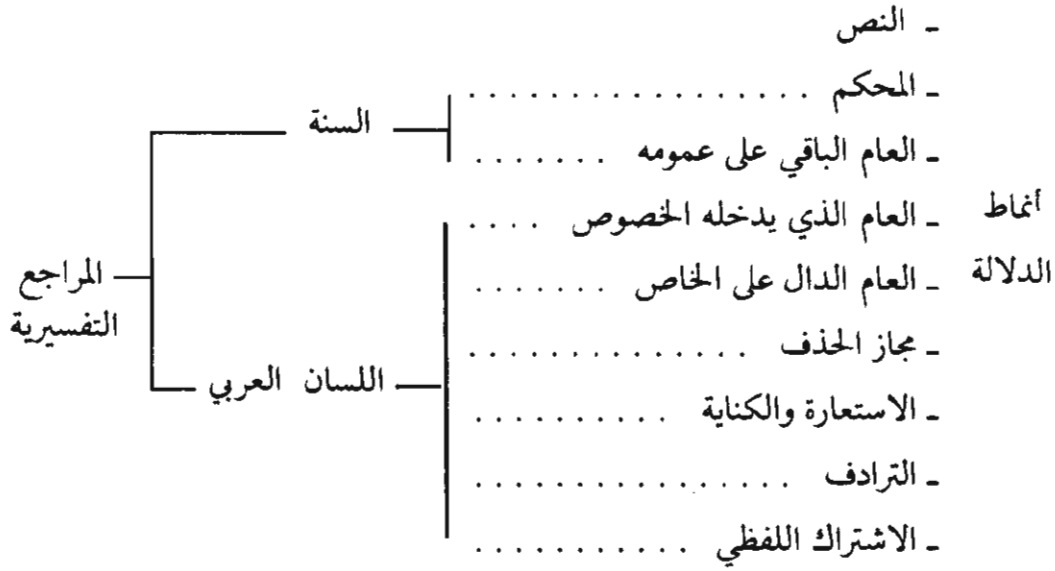 أنماط
الدلالة
ـ النص
ـ المحكم . . . . . . . . . . . . . . . . .
ـ العام الباقي على عمومه . . . . . . .
ـ العام الذي يدخله الخصوص . . . .
ـ العام الدال على الخاص . . . . . . .
ـ مجاز الحذف . . . . . . . . . . . . . .
ـ الاستعارة والكناية . . . . . . . . . .
ـ الترادف . . . . . . . . . . . . . . . .
ـ الاشتراك اللفظي . . . . . . . . . . .
السنة
اللسان العربي
المراجع
التفسيرية